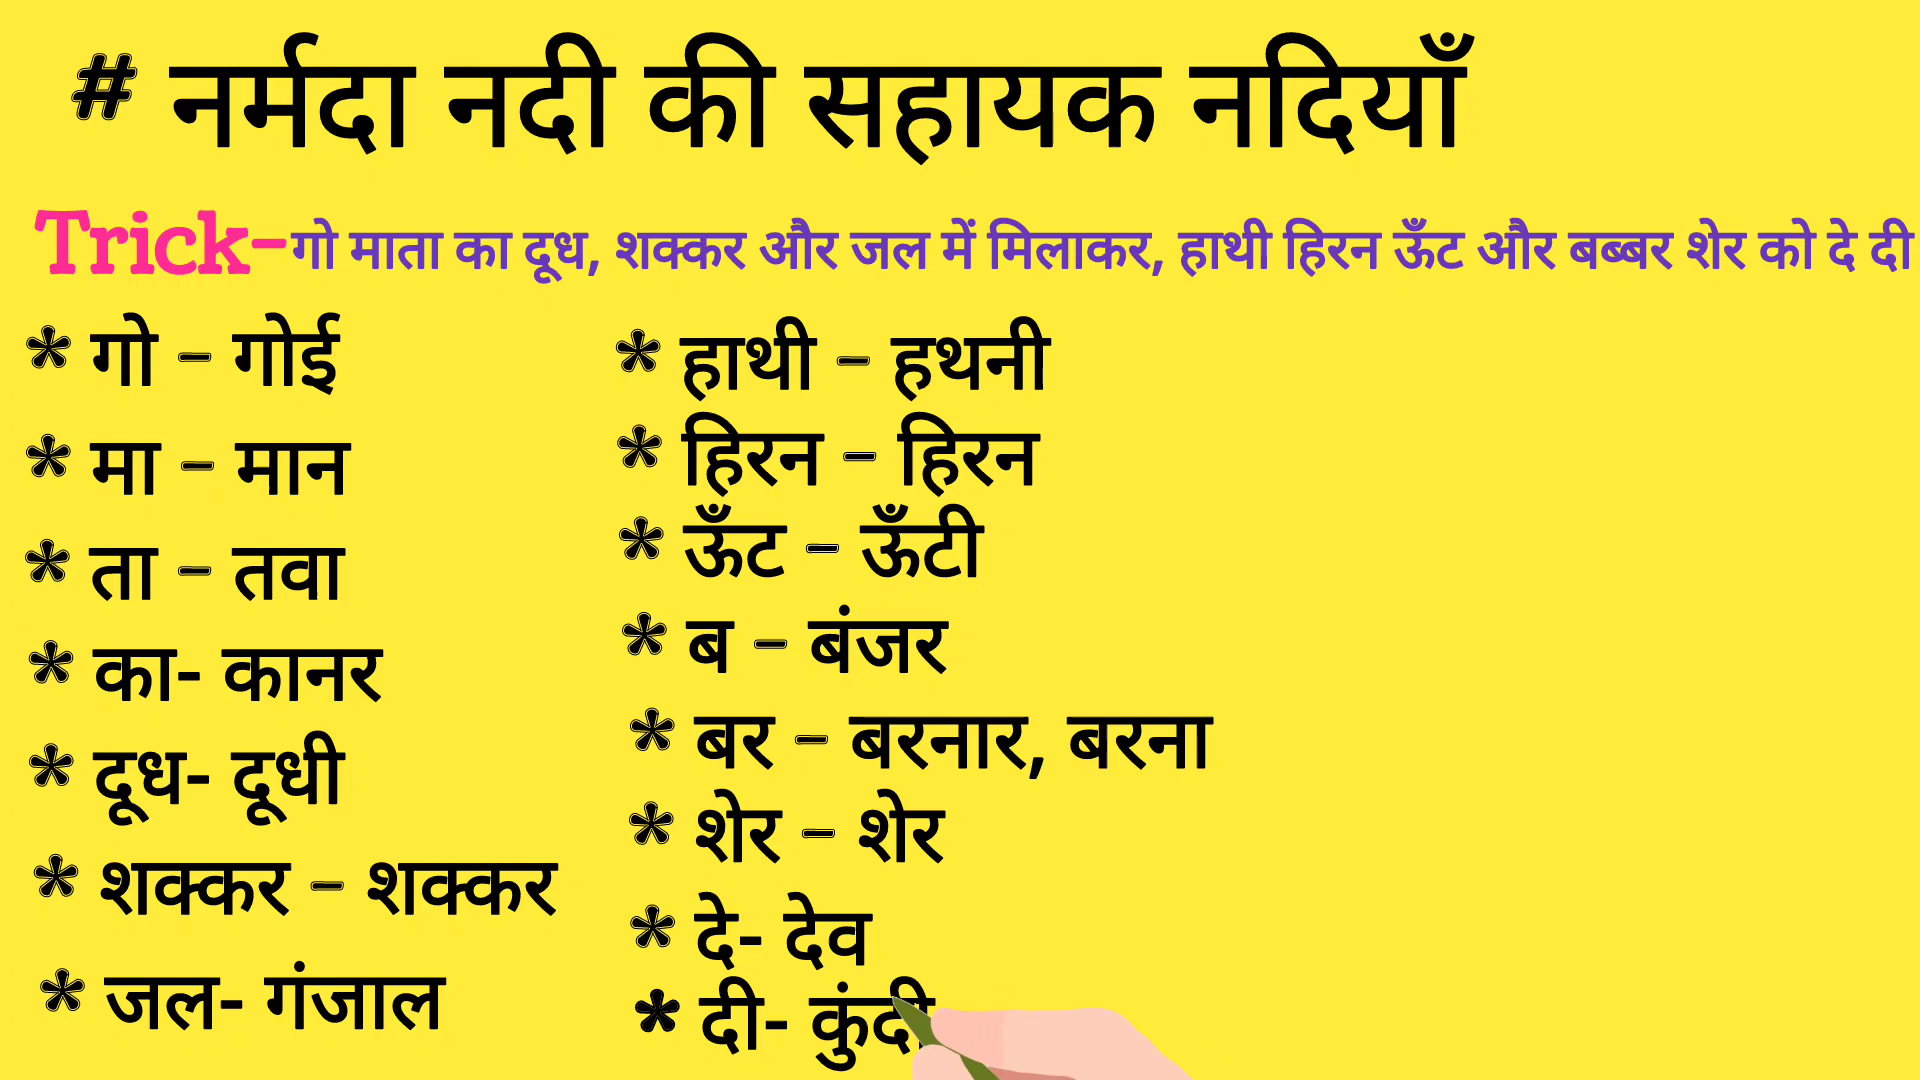 # नर्मदा नदी की सहायक नदियाँ
Trick-गो माता का दूध, शक्कर और जल में मिलाकर, हाथी हिरन ऊँट और बब्बर शेर को दे दी
* गो - गोई
* मा - मान
* ता - तवा
* का- कानर
* दूध- दूधी
* शक्कर - शक्कर
* जल- गंजाल
* हाथी - हथनी
* हिरन - हिरन
* ऊँट - ऊँटी
* ब - बंजर
* बर - बरनार, बरना
* शेर - शेर
* दे- देव
* दी- कुंदी